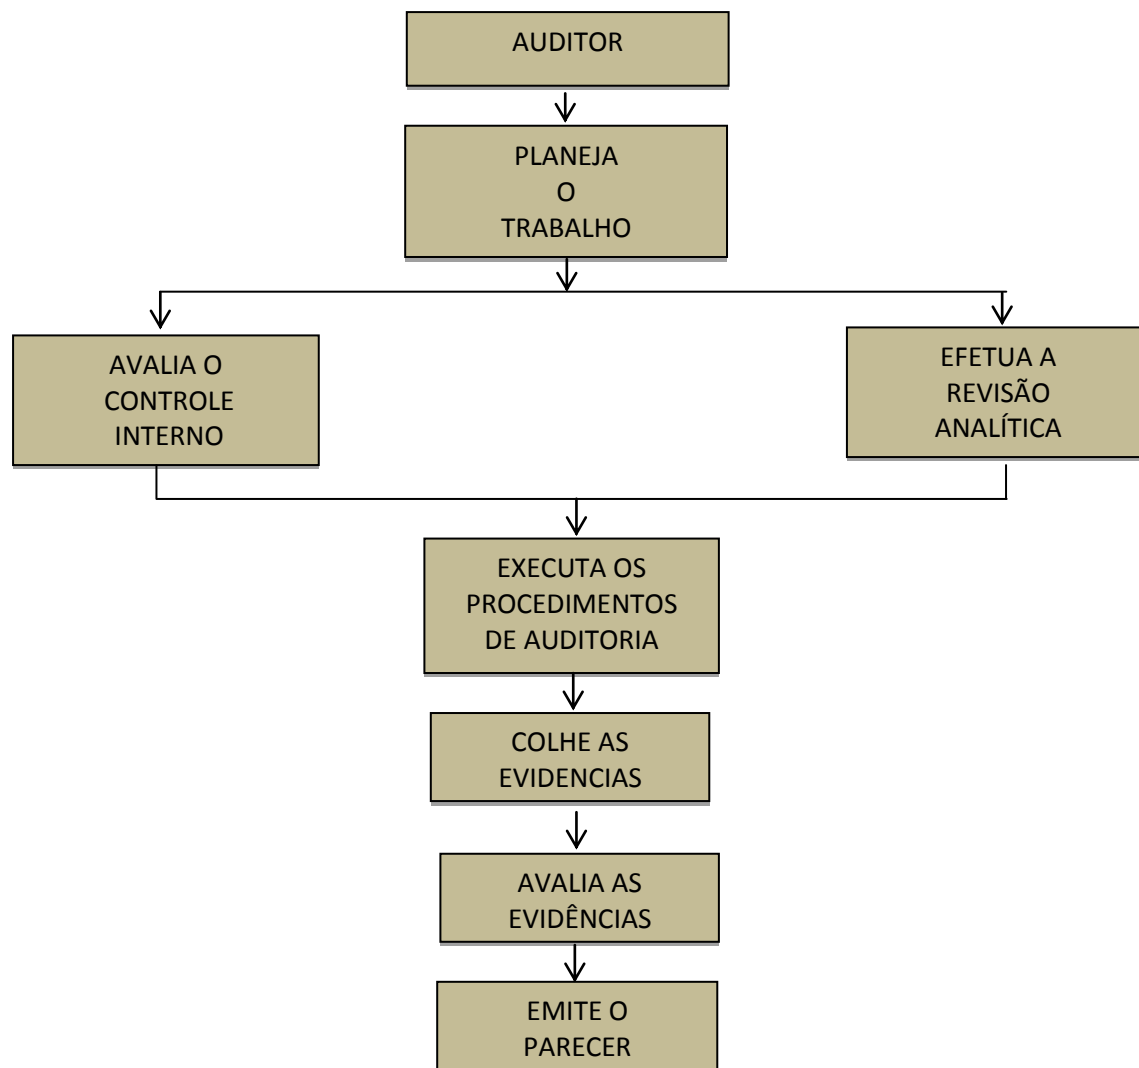 AUDITOR
PLANEJA
O
TRABALHO
AVALIA O
CONTROLE
INTERNO
EFETUA A
REVISÃO
ANALÍTICA
EXECUTA OS
PROCEDIMENTOS
DE AUDITORIA
COLHE AS
EVIDENCIAS
AVALIA AS
EVIDÊNCIAS
EMITE O
PARECER